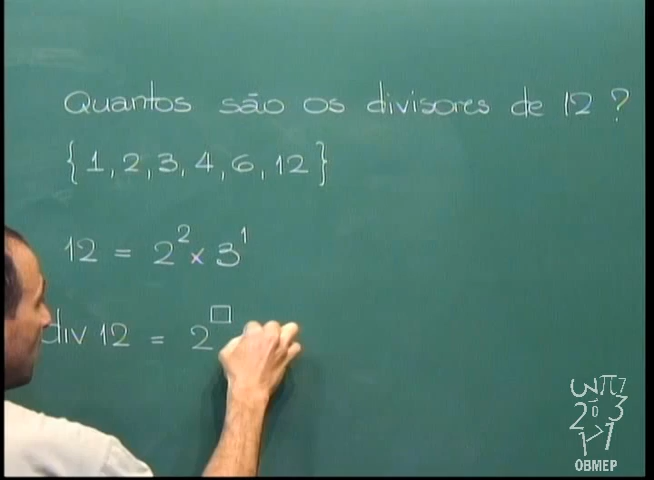 Quantos são os divisores de 12 ?
{1, 2, 3, 4, 6, 12}
12 = 2² × 3¹
div 12 = 2^□
OBMEP